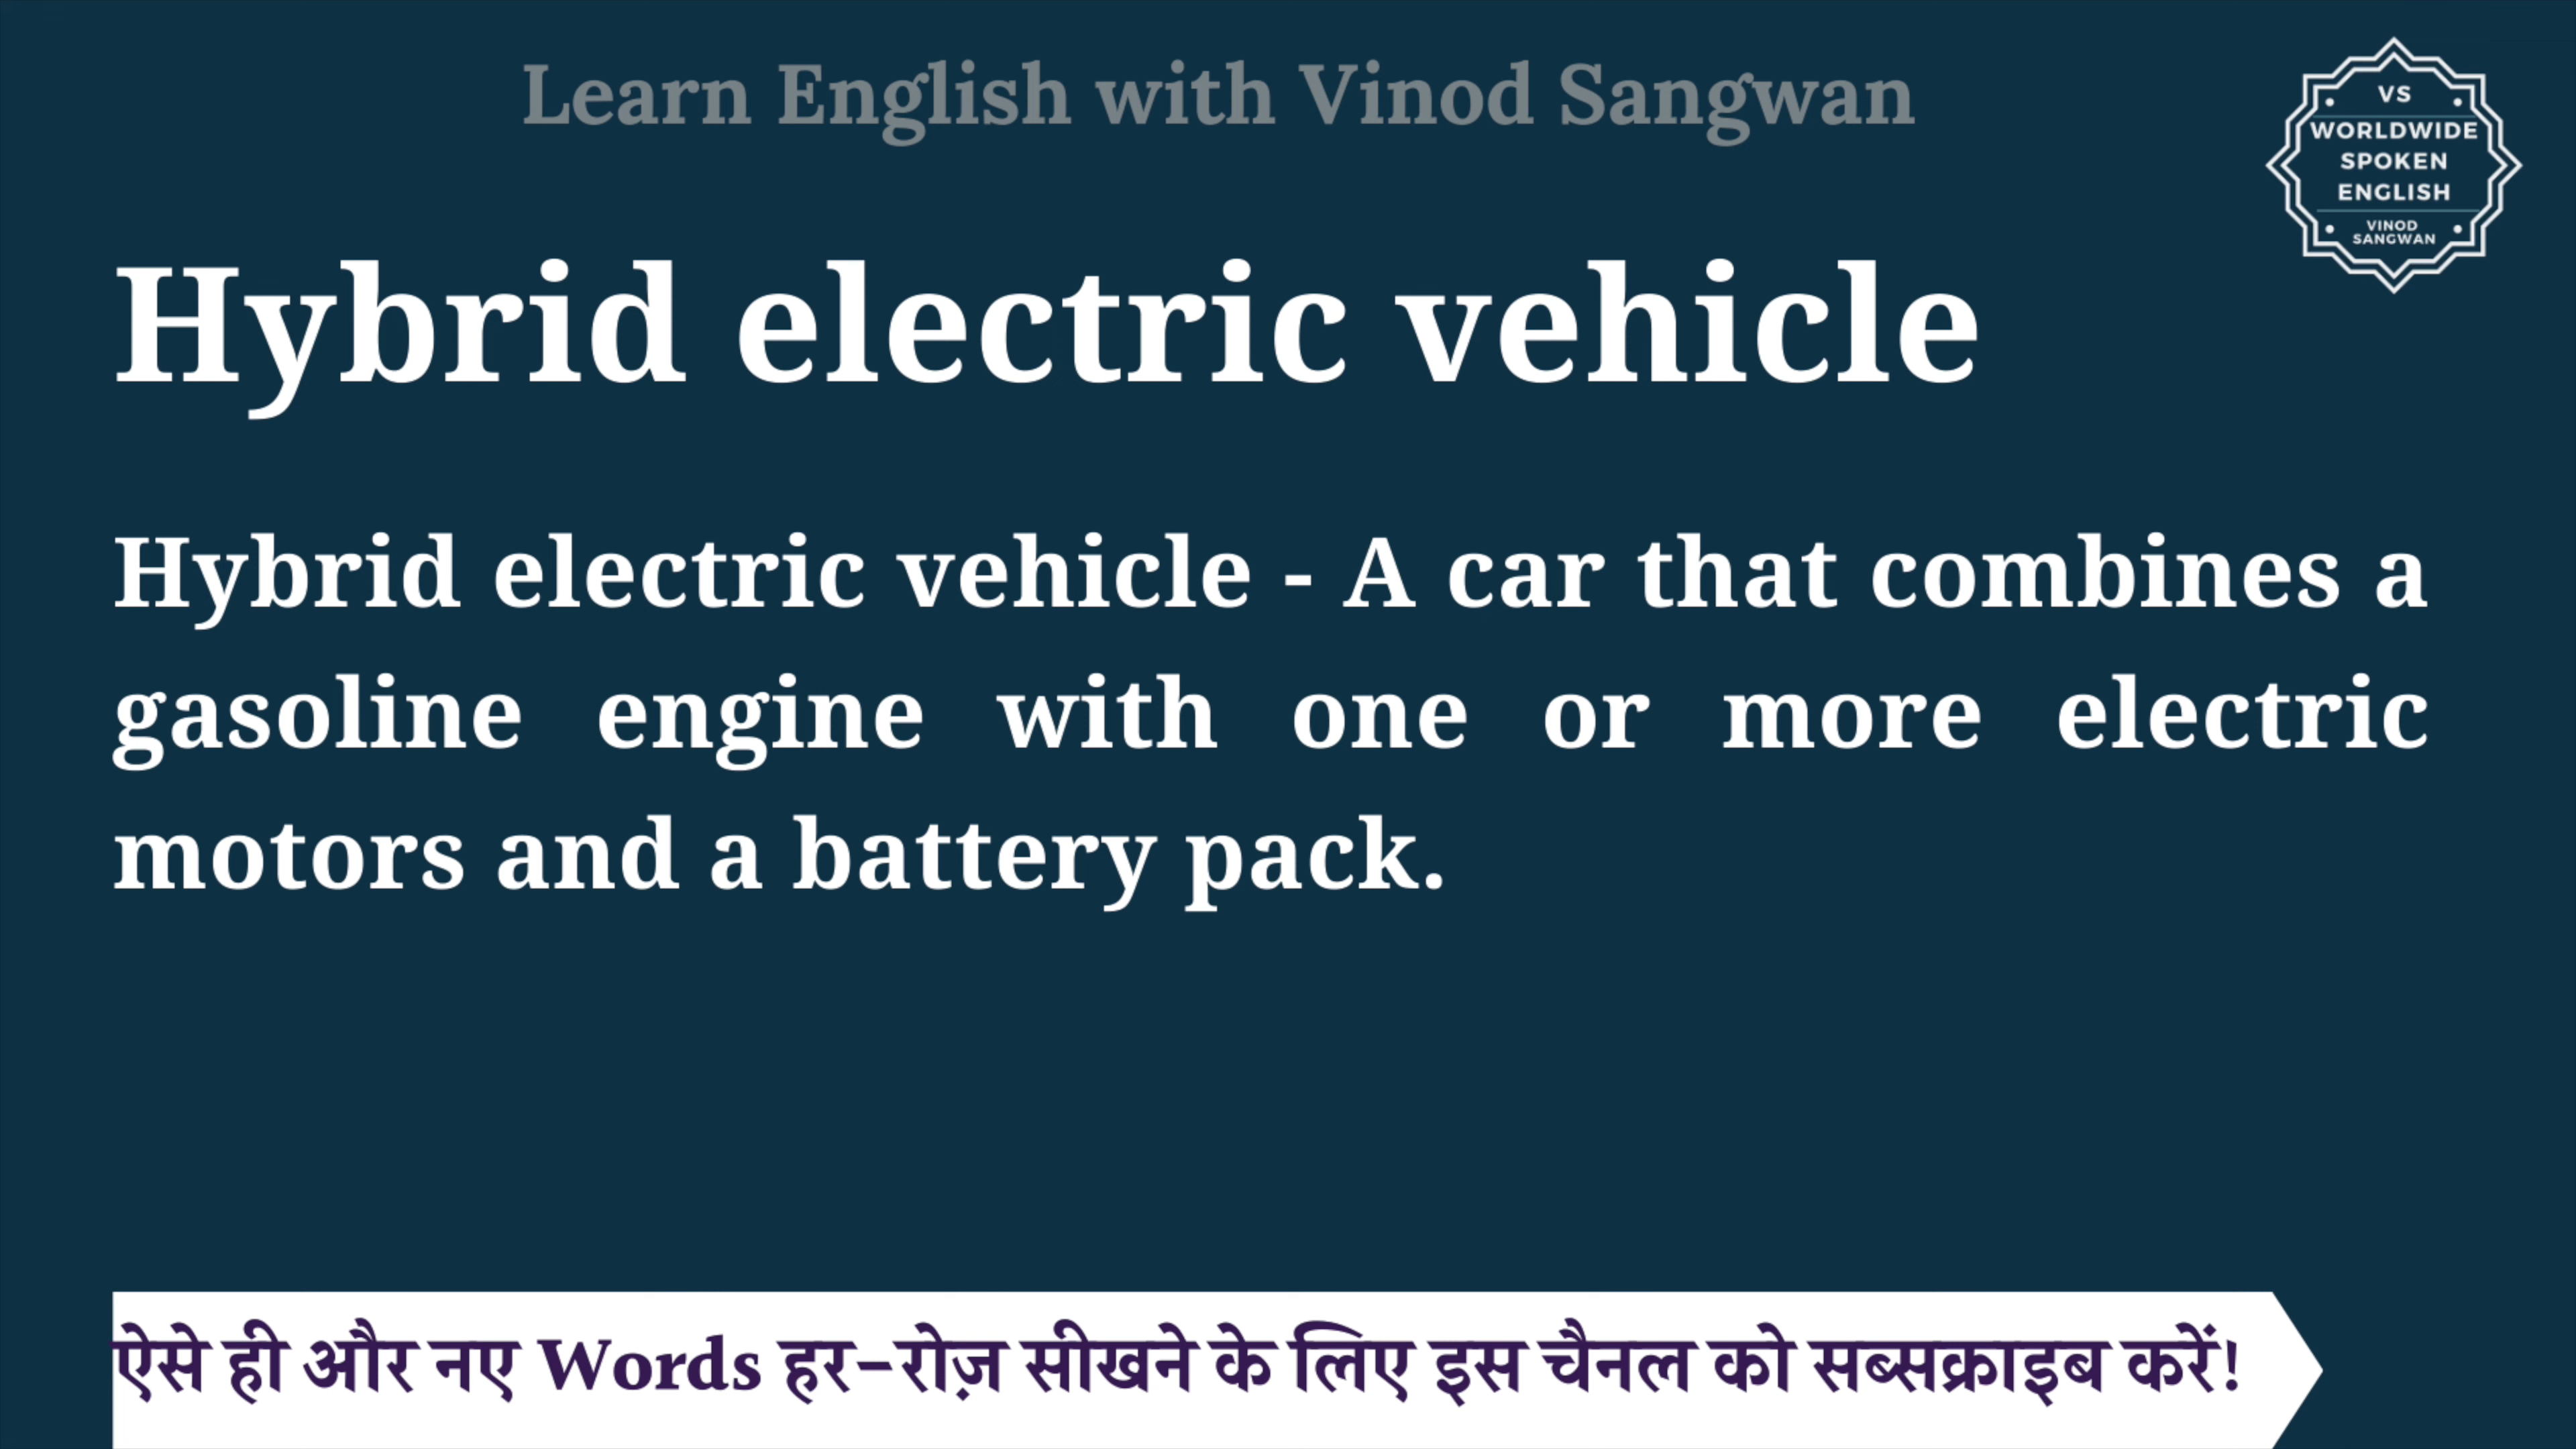 Learn English with Vinod Sangwan
VS
WORLDWIDE
SPOKEN
ENGLISH
VINOD
SANGWAN
Hybrid electric vehicle
Hybrid electric vehicle - A car that combines a
gasoline engine with one or more electric
motors and a battery pack.
ऐसे ही और नए Words हर-रोज़ सीखने के लिए इस चैनल को सब्सक्राइब करें!